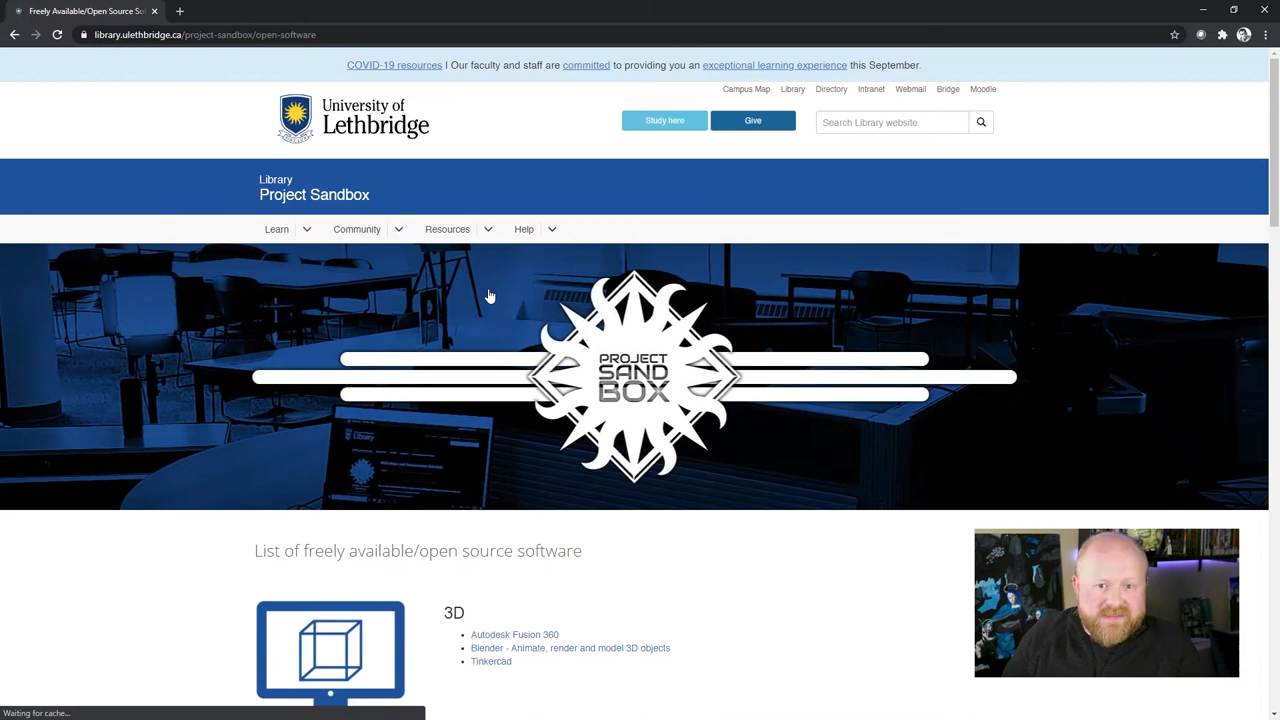 Freely Available/Open Source Sof
library.ulethbridge.ca/project-sandbox/open-software
COVID-19 resources I Our faculty and staff are committed to providing you an exceptional learning experience this September.
Campus Map Library Directory Intranet Webmail Bridge Moodle
University of
Lethbridge
Study here Give Search Library website
Library
Project Sandbox
Learn Community Resources Help
PROJECT
SAND
BOX
Library
List of freely available/open source software
3D
• Autodesk Fusion 360
• Blender - Animate, render and model 3D objects
• Tinkercad
Waiting for cache...